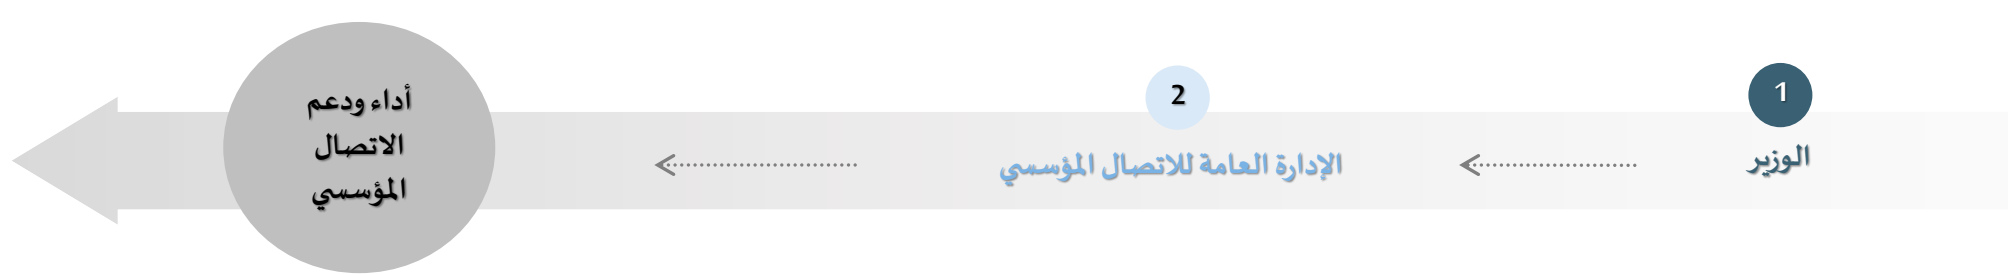 1
الوزير
2
الإدارة العامة للاتصال المؤسسي
أداء ودعم
الاتصال
المؤسسي